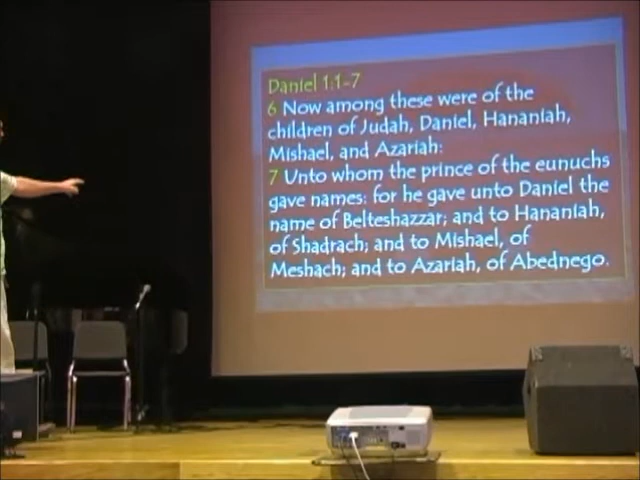 Daniel 1:1-7
6 Now among these were of the
children of Judah, Daniel, Hananiah,
Mishael, and Azariah:
7 Unto whom the prince of the eunuchs
gave names: for he gave unto Daniel the
name of Belteshazzar; and to Hananiah,
of Shadrach; and to Mishael, of
Meshach; and to Azariah, of Abednego.